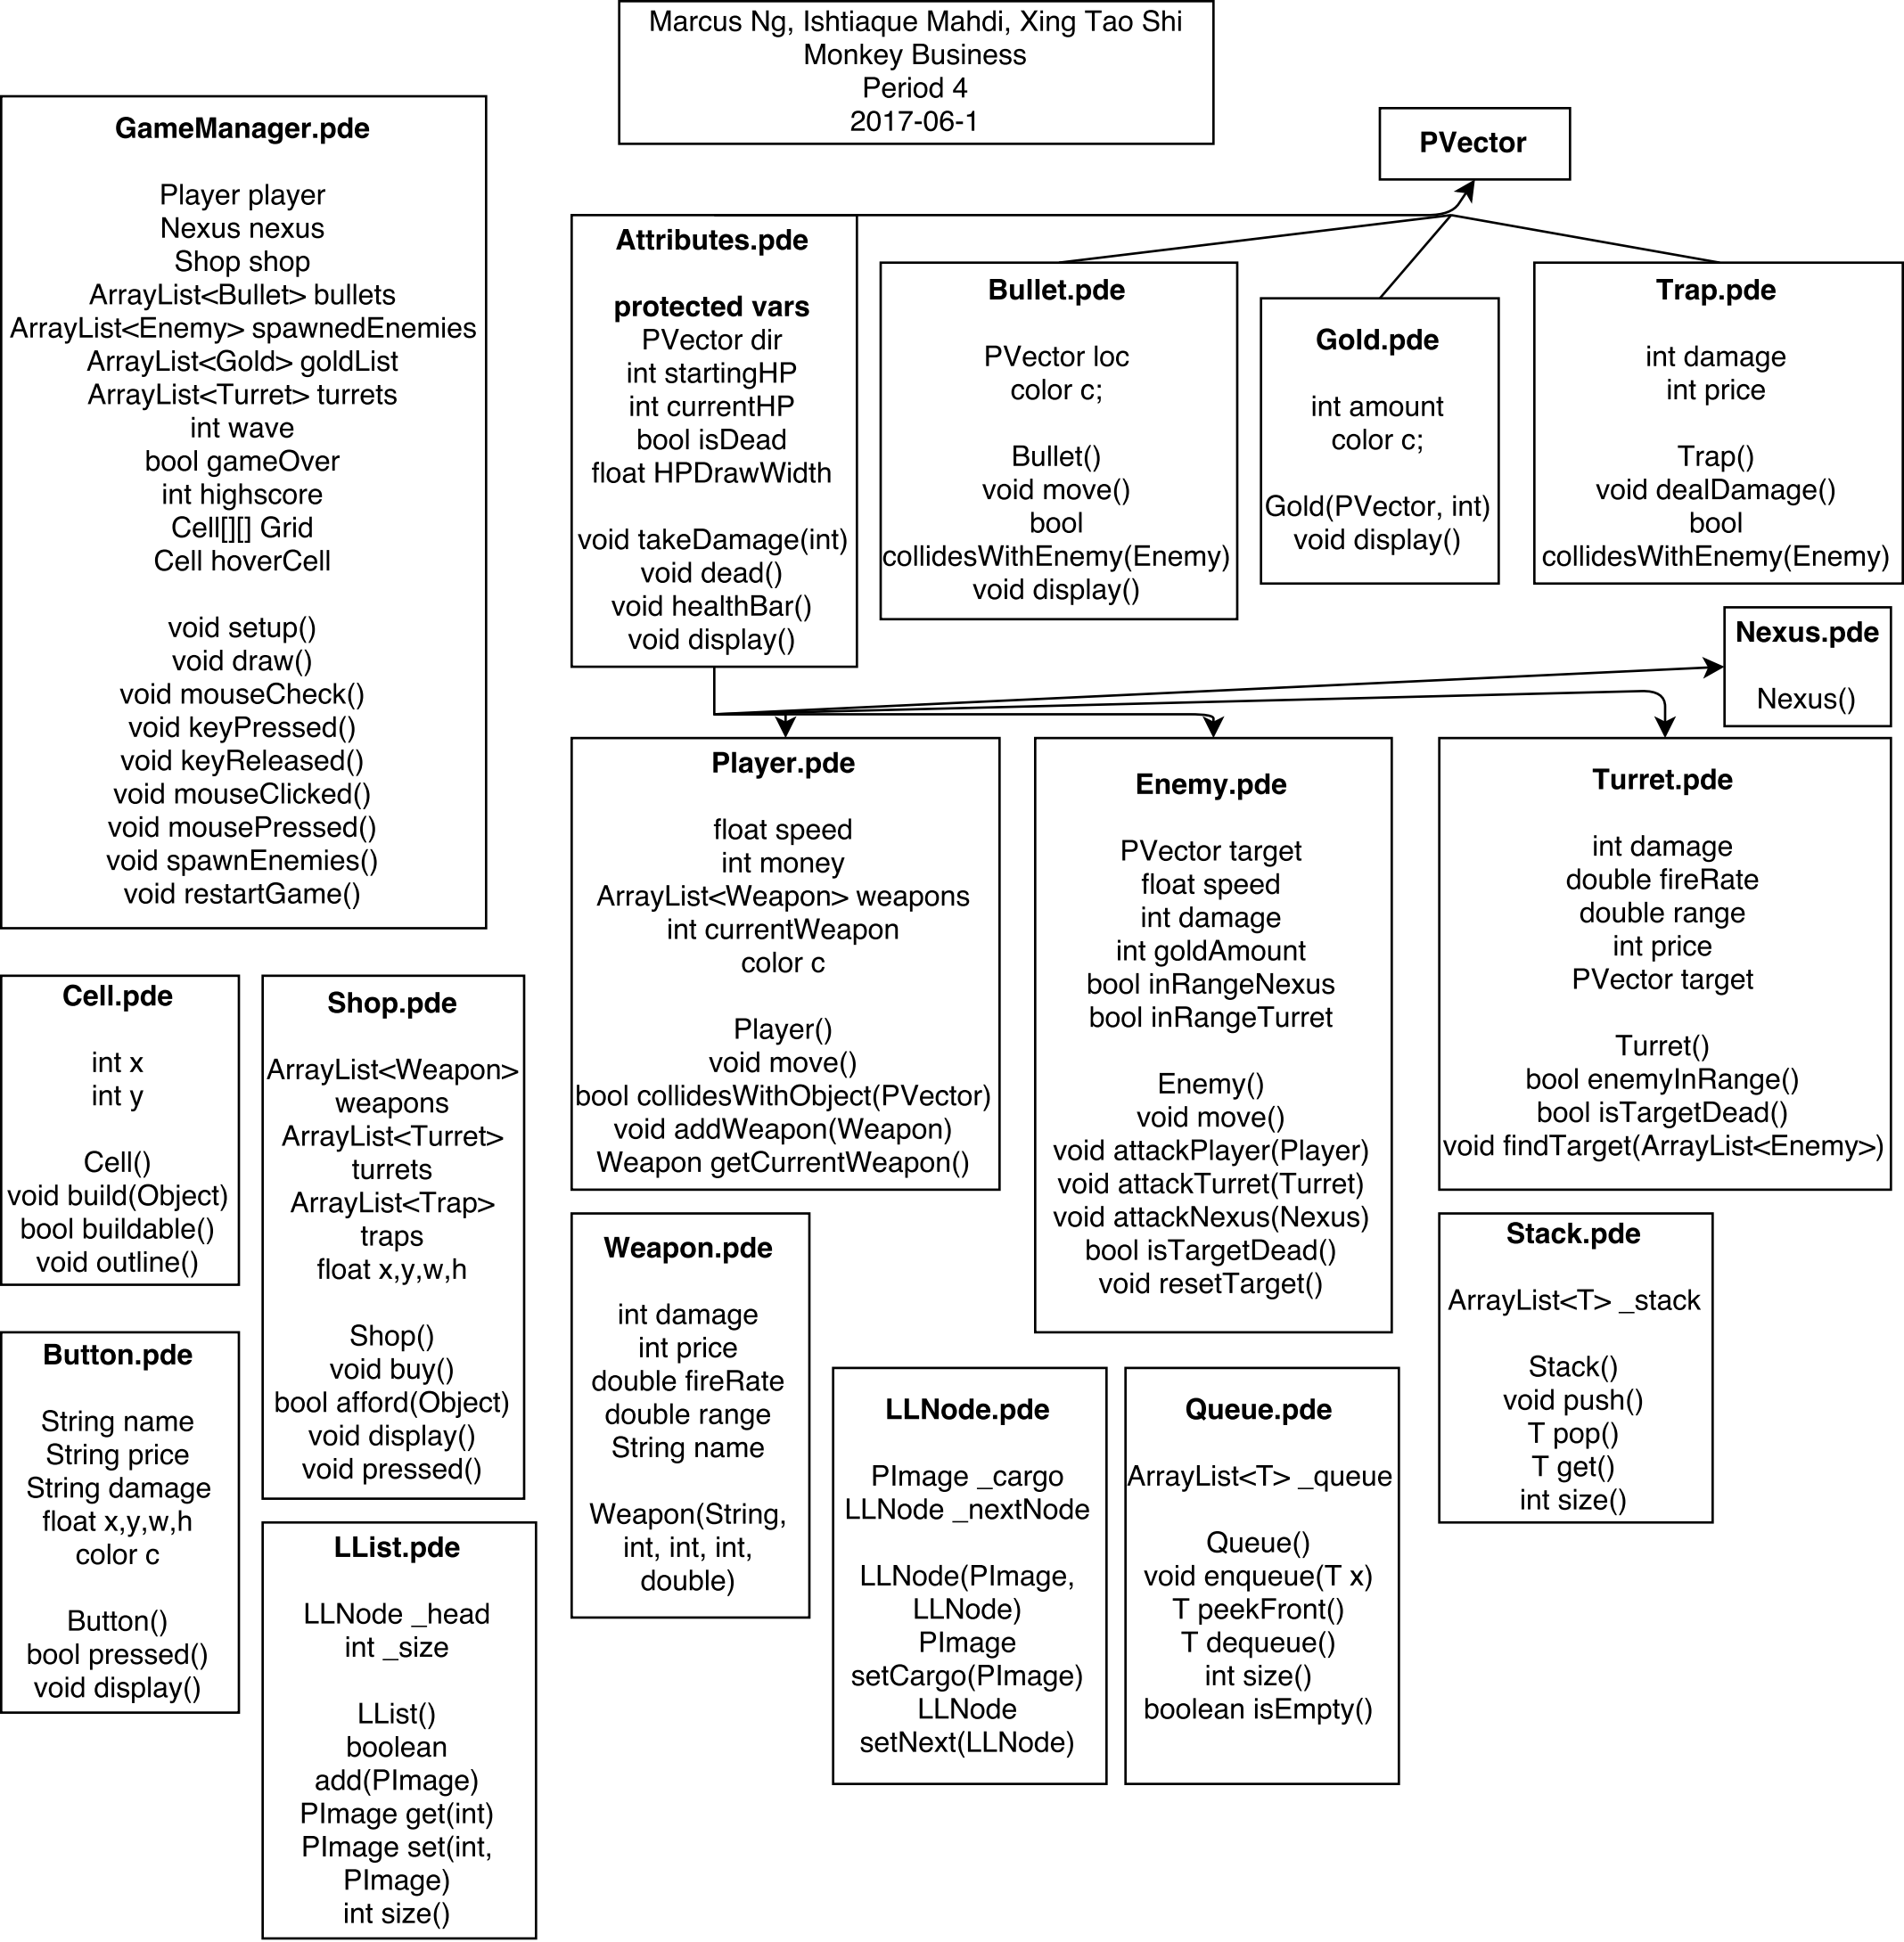 Marcus Ng, Ishtiaque Mahdi, Xing Tao Shi
Monkey Business
Period 4
2017-06-1
GameManager.pde
Player player
Nexus nexus
Shop shop
ArrayList<Bullet> bullets
ArrayList<Enemy> spawnedEnemies
ArrayList<Gold> goldList
ArrayList<Turret> turrets
int wave
bool gameOver
int highscore
Cell[][] Grid
Cell hoverCell
void setup()
void draw()
void mouseCheck()
void keyPressed()
void keyReleased()
void mouseClicked()
void mousePressed()
void spawnEnemies()
void restartGame()
PVector
Attributes.pde
protected vars
PVector dir
int startingHP
int currentHP
bool isDead
float HPDrawWidth
void takeDamage(int)
void dead()
void healthBar()
void display()
Bullet.pde
PVector loc
color c;
Bullet()
void move()
bool
collidesWithEnemy(Enemy)
void display()
Gold.pde
int amount
color c;
Gold(PVector, int)
void display()
Trap.pde
int damage
int price
Trap()
void dealDamage()
bool
collidesWithEnemy(Enemy)
Nexus.pde
Nexus()
Player.pde
float speed
int money
ArrayList<Weapon> weapons
int currentWeapon
color c
Player()
void move()
bool collidesWithObject(PVector)
void addWeapon(Weapon)
Weapon getCurrentWeapon()
Enemy.pde
PVector target
float speed
int damage
int goldAmount
bool inRangeNexus
bool inRangeTurret
Enemy()
void move()
void attackPlayer(Player)
void attackTurret(Turret)
void attackNexus(Nexus)
bool isTargetDead()
void resetTarget()
Turret.pde
int damage
double fireRate
double range
int price
PVector target
Turret()
bool enemyInRange()
bool isTargetDead()
void findTarget(ArrayList<Enemy>)
Cell.pde
int x
int y
Cell()
void build(Object)
bool buildable()
void outline()
Shop.pde
ArrayList<Weapon>
weapons
ArrayList<Turret>
turrets
ArrayList<Trap>
traps
float x,y,w,h
Shop()
void buy()
bool afford(Object)
void display()
void pressed()
Weapon.pde
int damage
int price
double fireRate
double range
String name
Weapon(String,
int, int, int,
double)
Stack.pde
ArrayList<T> _stack
Stack()
void push()
T pop()
T get()
int size()
Button.pde
String name
String price
String damage
float x,y,w,h
color c
Button()
bool pressed()
void display()
LList.pde
LLNode _head
int _size
LList()
boolean
add(PImage)
PImage get(int)
PImage set(int,
PImage)
int size()
LLNode.pde
PImage _cargo
LLNode _nextNode
LLNode(PImage,
LLNode)
PImage
setCargo(PImage)
LLNode
setNext(LLNode)
Queue.pde
ArrayList<T> _queue
Queue()
void enqueue(T x)
T peekFront()
T dequeue()
int size()
boolean isEmpty()